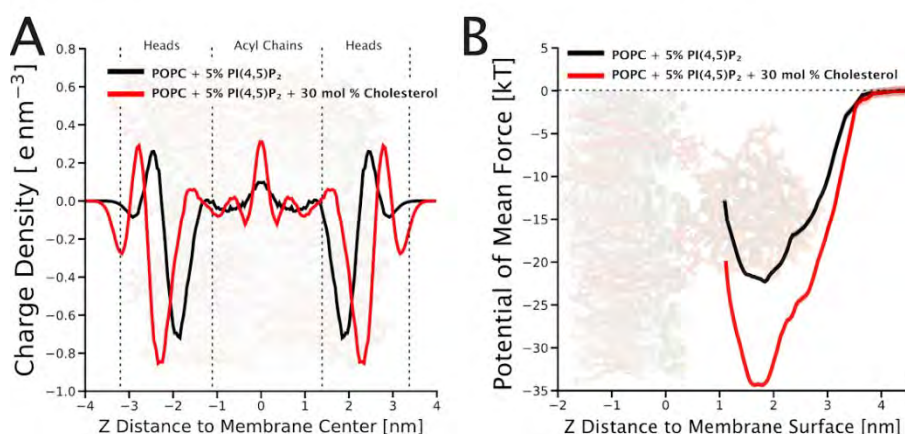 A
Heads
Acyl Chains
Heads
POPC + 5% PI(4,5)P₂
POPC + 5% PI(4,5)P₂ + 30 mol % Cholesterol
Charge Density [ e nm⁻³ ]
0.8
0.6
0.4
0.2
0.0
−0.2
−0.4
−0.6
−0.8
−1.0
−4
−3
−2
−1
0
1
2
3
4
Z Distance to Membrane Center [nm]
B
POPC + 5% PI(4,5)P₂
POPC + 5% PI(4,5)P₂ + 30 mol % Cholesterol
Potential of Mean Force [kT]
5
0
−5
−10
−15
−20
−25
−30
−35
−2
−1
0
1
2
3
4
Z Distance to Membrane Surface [nm]